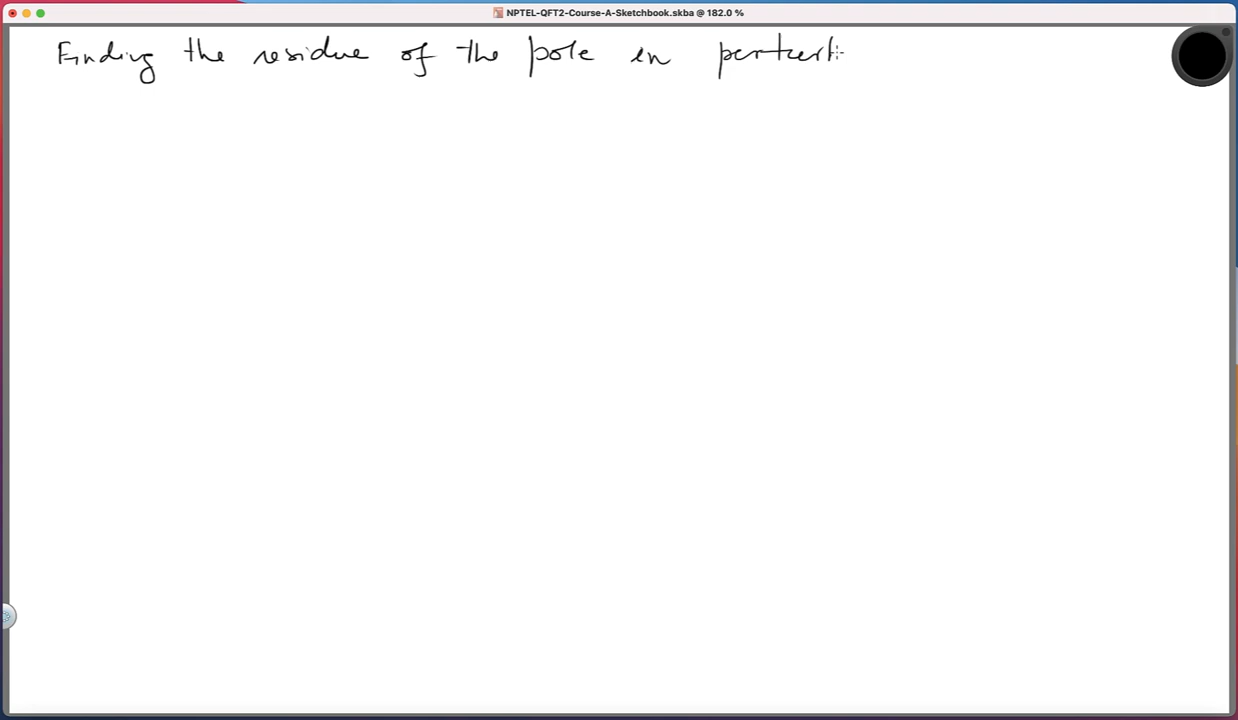 NPTEL-QFT2-Course-A-Sketchbook.skba @ 182.0 %
Finding the residue of the pole in